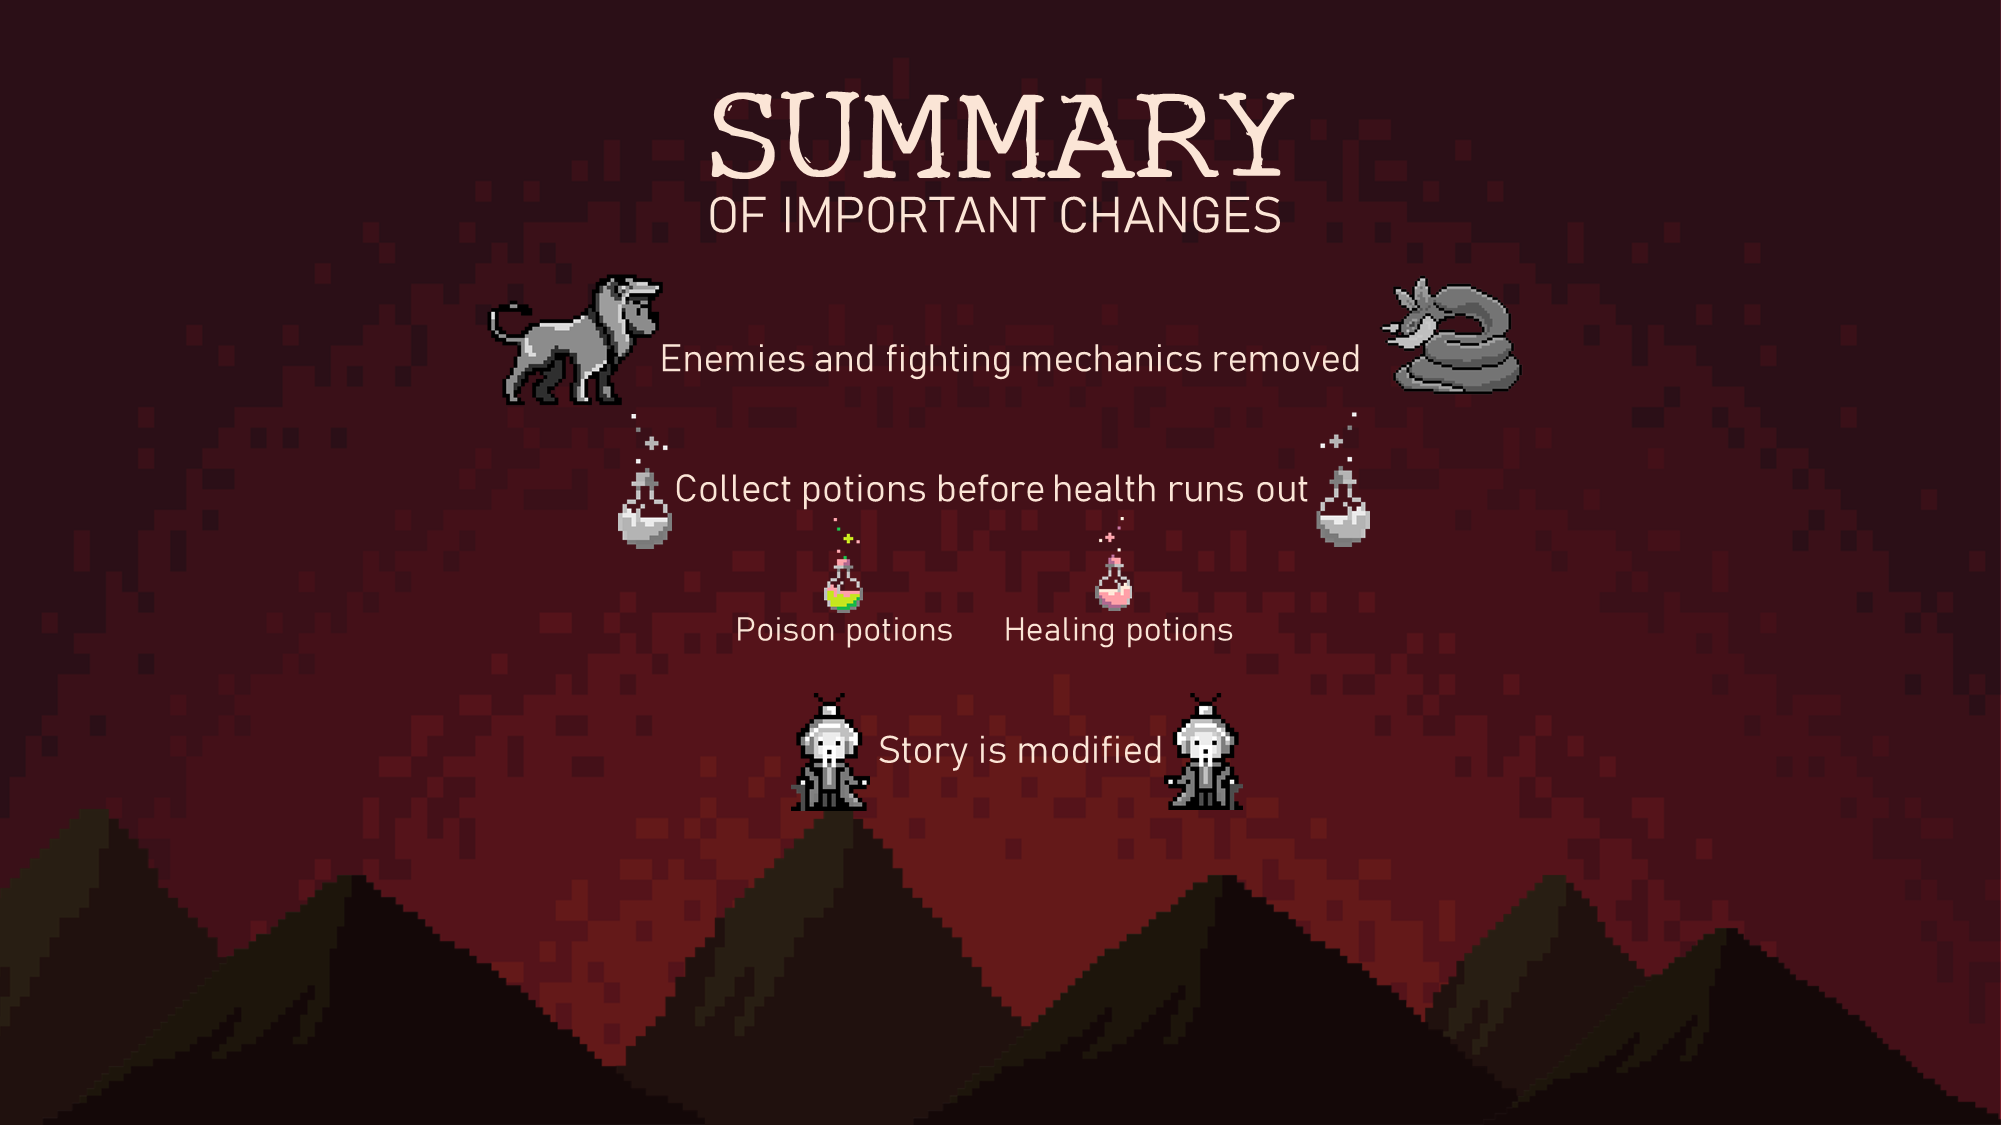 SUMMARY
OF IMPORTANT CHANGES
Enemies and fighting mechanics removed
Collect potions before health runs out
Poison potions
Healing potions
Story is modified